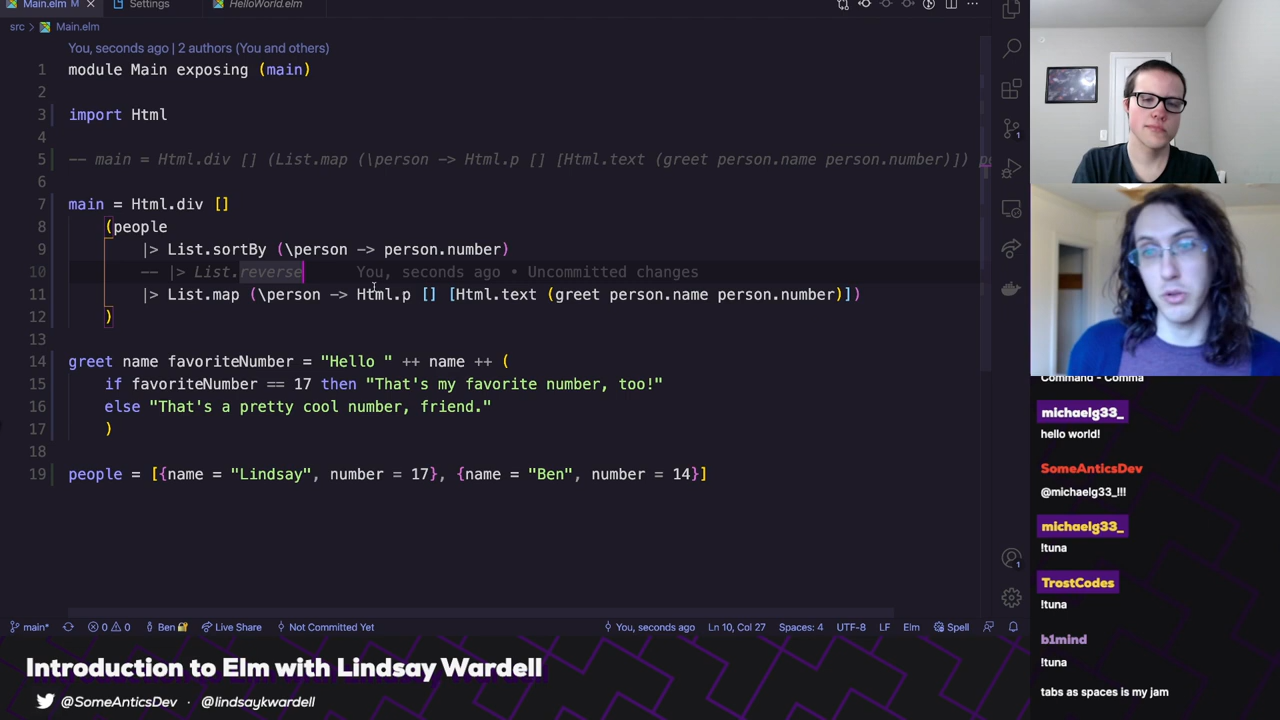 Main.elm M
Settings
HelloWorld.elm
src > Main.elm
You, seconds ago | 2 authors (You and others)
1 module Main exposing (main)
2
3 import Html
4
5 -- main = Html.div [] (List.map (\person -> Html.p [] [Html.text (greet person.name person.number)])
6
7 main = Html.div []
8 (people
9 |> List.sortBy (\person -> person.number)
10 -- |> List.reverse You, seconds ago • Uncommitted changes
11 |> List.map (\person -> Html.p [] [Html.text (greet person.name person.number)])
12 )
13
14 greet name favoriteNumber = "Hello " ++ name ++ (
15 if favoriteNumber == 17 then "That's my favorite number, too!"
16 else "That's a pretty cool number, friend."
17 )
18
19 people = [{name = "Lindsay", number = 17}, {name = "Ben", number = 14}]
main* 0 0 Ben Live Share Not Committed Yet You, seconds ago Ln 10, Col 27 Spaces: 4 UTF-8 LF Elm Spell
Command - Comma
michaelg33_
hello world!
SomeAnticsDev
@michaelg33_!!!
michaelg33_
!tuna
TrostCodes
!tuna
b1mind
!tuna
tabs as spaces is my jam
Introduction to Elm with Lindsay Wardell
@SomeAnticsDev · @lindsaykwardell